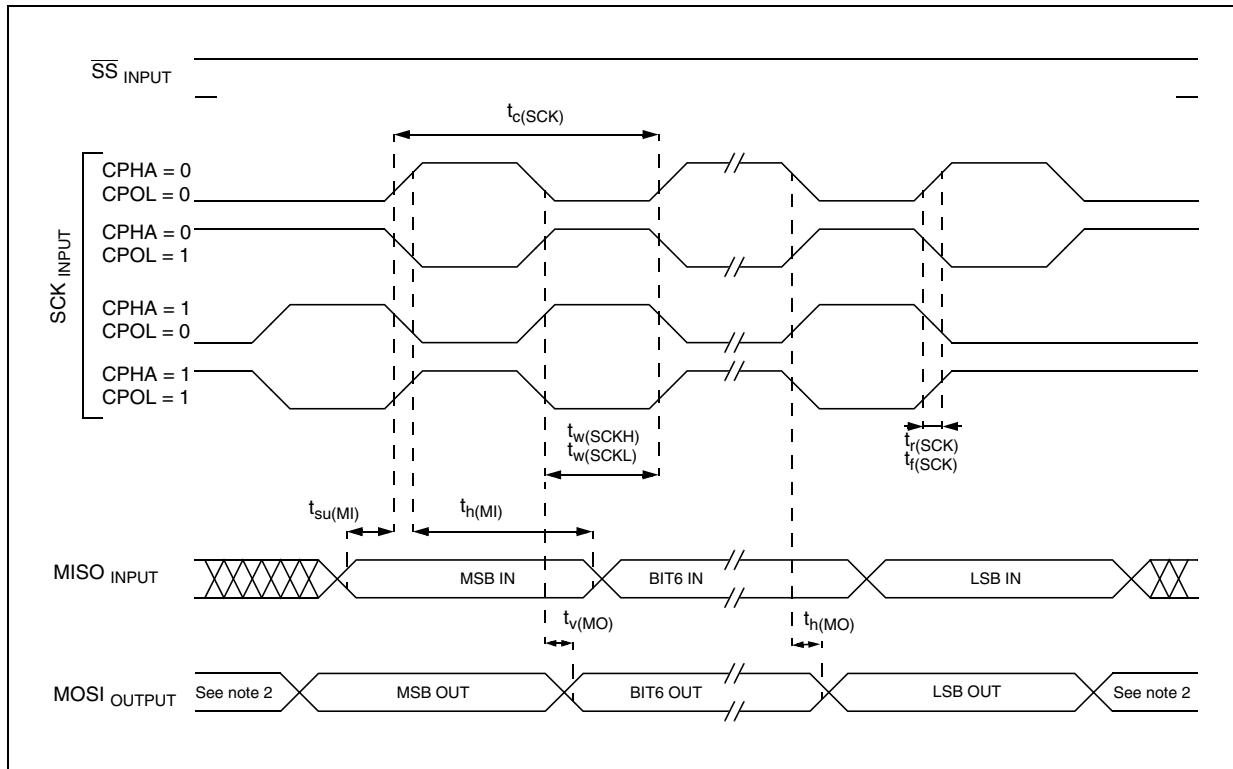 SS INPUT
tc(SCK)
SCK INPUT
CPHA = 0
CPOL = 0
CPHA = 0
CPOL = 1
CPHA = 1
CPOL = 0
CPHA = 1
CPOL = 1
tw(SCKH)
tw(SCKL)
tr(SCK)
tf(SCK)
tsu(MI)
th(MI)
MISO INPUT
MSB IN
BIT6 IN
LSB IN
tv(MO)
th(MO)
MOSI OUTPUT
See note 2
MSB OUT
BIT6 OUT
LSB OUT
See note 2